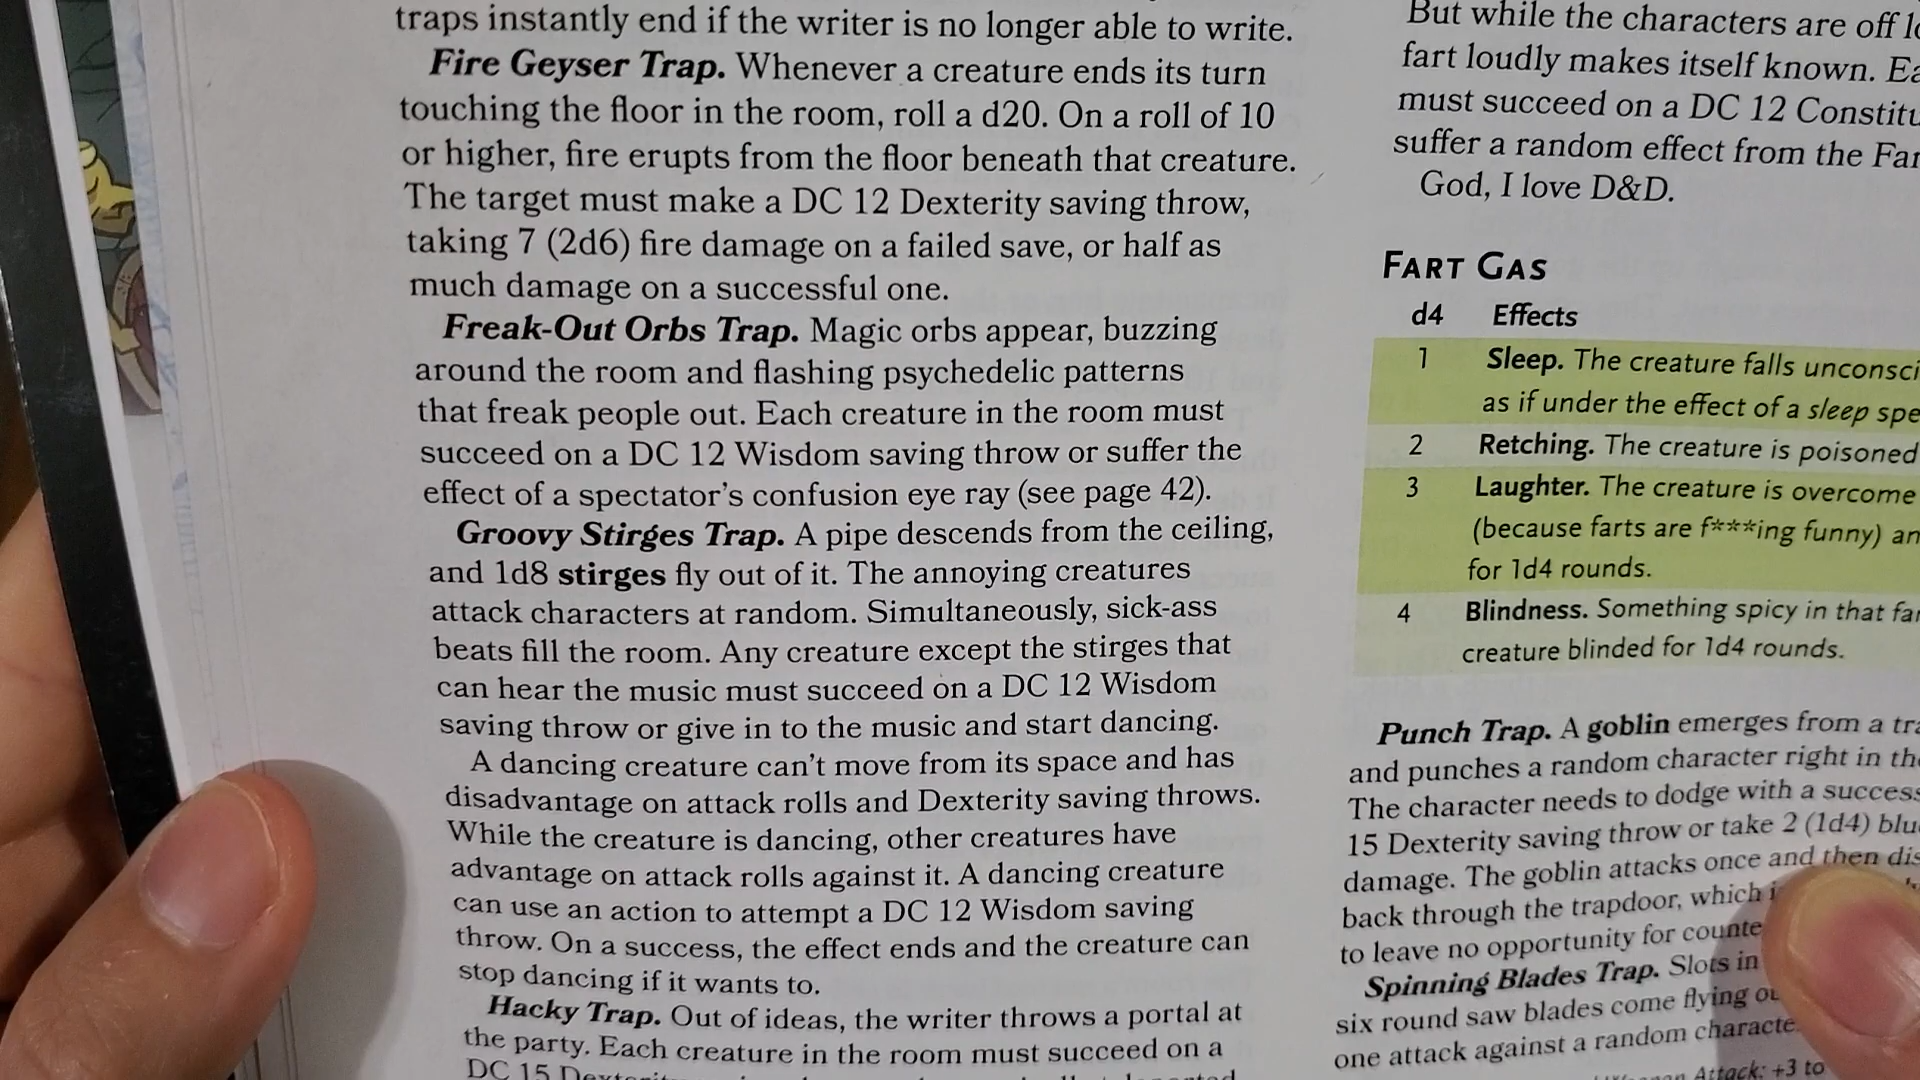 traps instantly end if the writer is no longer able to write.
Fire Geyser Trap. Whenever a creature ends its turn
touching the floor in the room, roll a d20. On a roll of 10
or higher, fire erupts from the floor beneath that creature.
The target must make a DC 12 Dexterity saving throw,
taking 7 (2d6) fire damage on a failed save, or half as
much damage on a successful one.
Freak-Out Orbs Trap. Magic orbs appear, buzzing
around the room and flashing psychedelic patterns
that freak people out. Each creature in the room must
succeed on a DC 12 Wisdom saving throw or suffer the
effect of a spectator's confusion eye ray (see page 42).
Groovy Stirges Trap. A pipe descends from the ceiling,
and 1d8 stirges fly out of it. The annoying creatures
attack characters at random. Simultaneously, sick-ass
beats fill the room. Any creature except the stirges that
can hear the music must succeed on a DC 12 Wisdom
saving throw or give in to the music and start dancing.
A dancing creature can't move from its space and has
disadvantage on attack rolls and Dexterity saving throws.
While the creature is dancing, other creatures have
advantage on attack rolls against it. A dancing creature
can use an action to attempt a DC 12 Wisdom saving
throw. On a success, the effect ends and the creature can
stop dancing if it wants to.
Hacky Trap. Out of ideas, the writer throws a portal at
the party. Each creature in the room must succeed on a
DC 15
But while the characters are off
fart loudly makes itself known.
must succeed on a DC 12
suffer a random effect from the
God, I love D&D.
FART GAS
d4 Effects
1 Sleep. The creature falls
as if under the effect of a sleep
2 Retching. The creature is poisoned
3 Laughter. The creature is overcome
(because farts are f***ing funny)
for 1d4 rounds.
4 Blindness. Something spicy in that
creature blinded for 1d4 rounds.
Punch Trap. A goblin emerges from a
and punches a random character right in
The character needs to dodge with a
15 Dexterity saving throw or take 2 (1d4)
damage. The goblin attacks once and then
back through the trapdoor, which
to leave no opportunity for
Spinning Blades Trap. Slots in
six round saw blades come flying
one attack against a random
Attack: +3 to